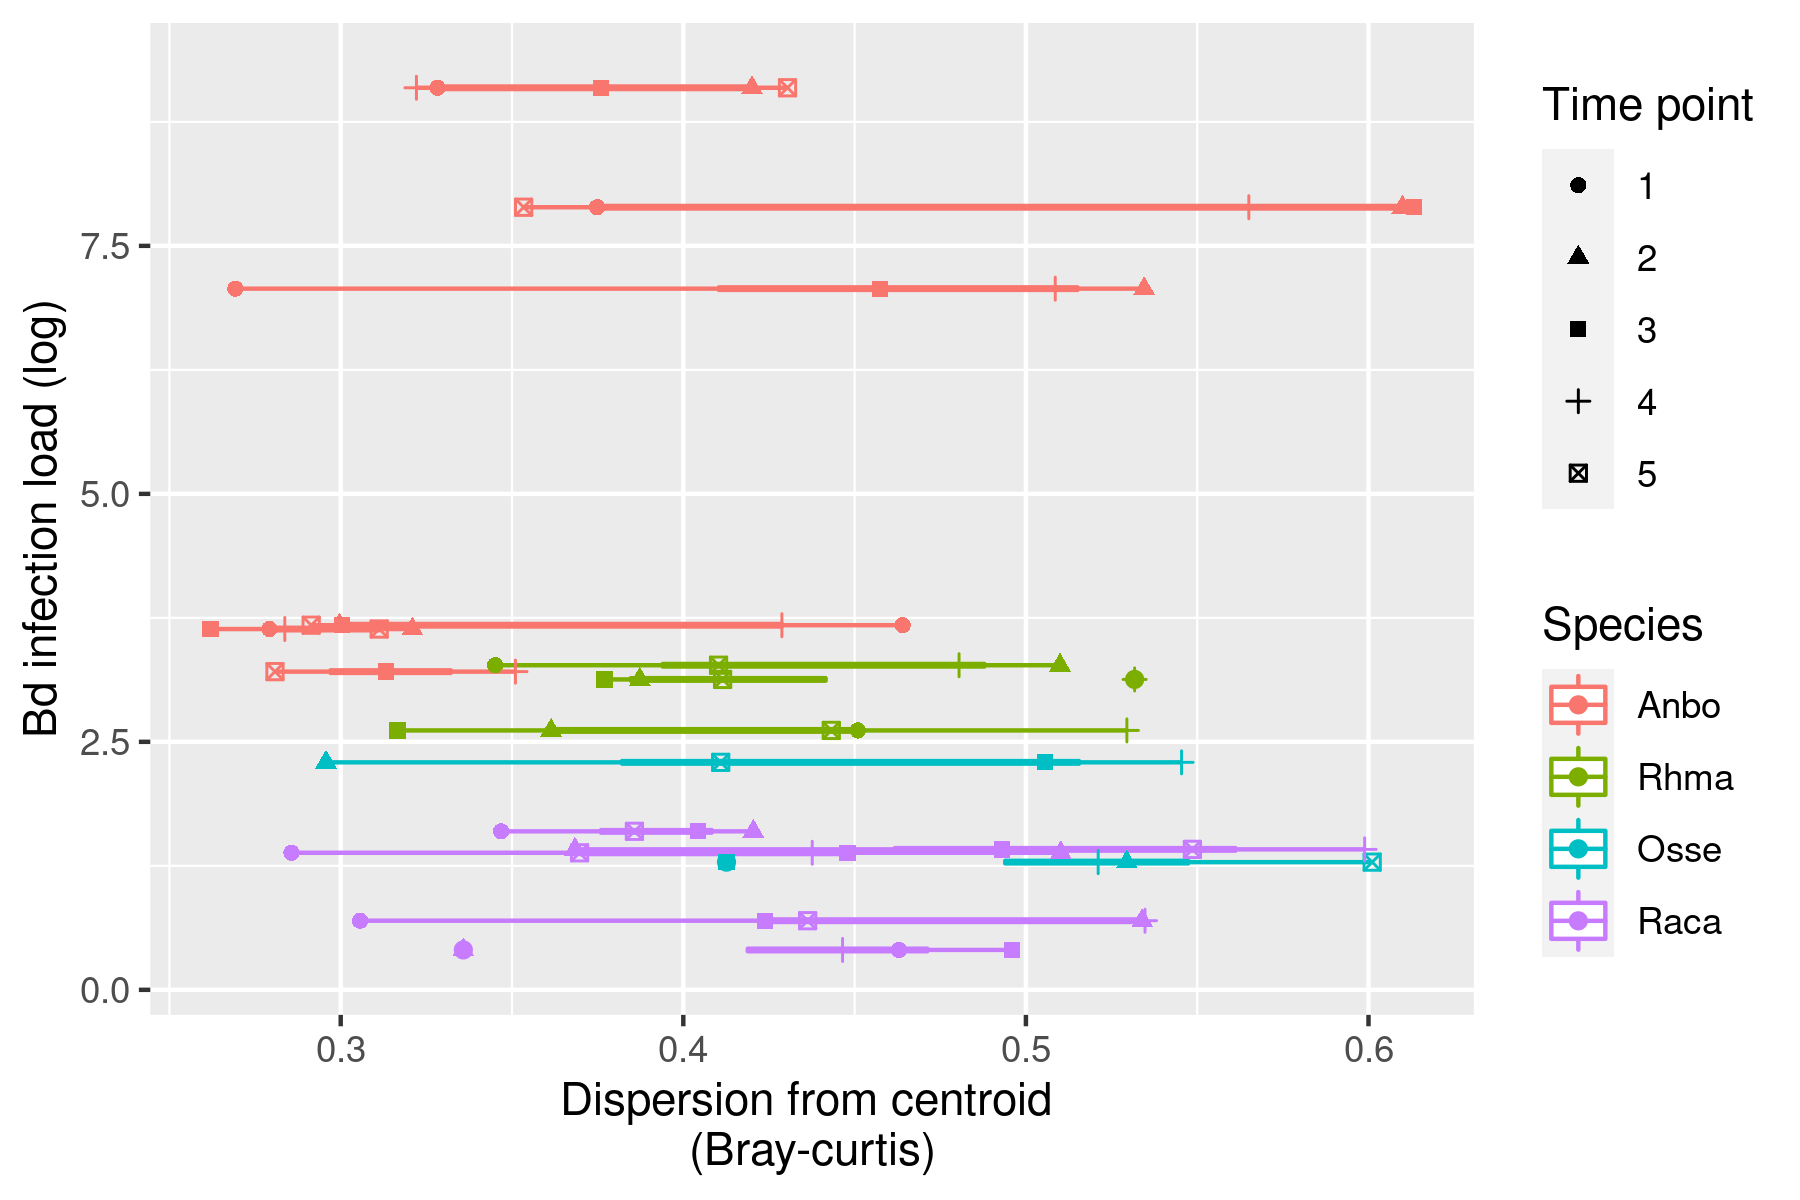 Bd infection load (log)
7.5
5.0
2.5
0.0
0.3
0.4
0.5
0.6
Dispersion from centroid
(Bray-curtis)
Time point
1
2
3
4
5
Species
Anbo
Rhma
Osse
Raca